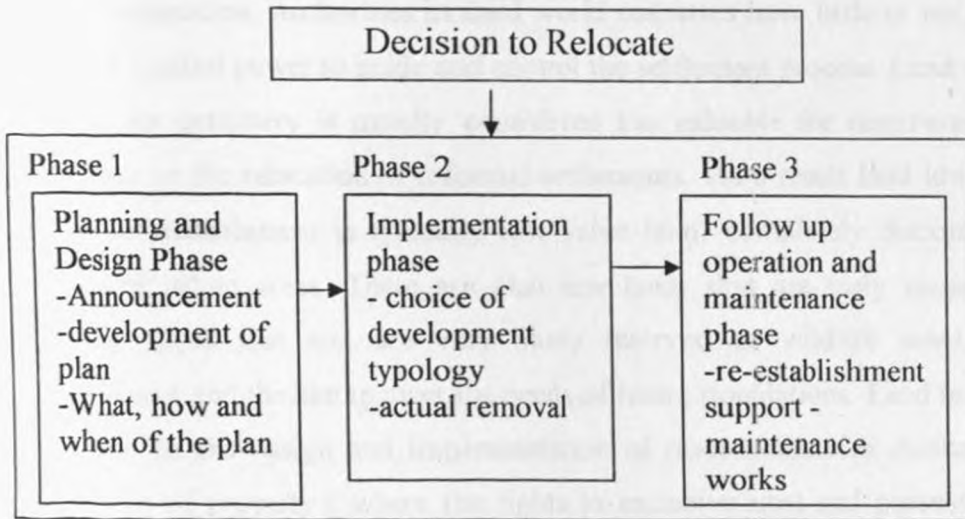 Decision to Relocate
Phase 1
Planning and
Design Phase
-Announcement
-development of
plan
-What, how and
when of the plan
Phase 2
Implementation
phase
- choice of
development
typology
-actual removal
Phase 3
Follow up
operation and
maintenance
phase
-re-establishment
support -
maintenance
works